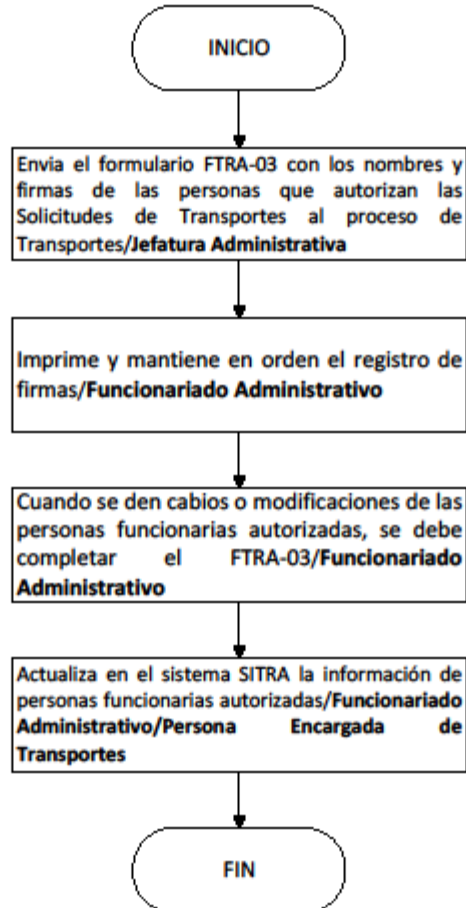 INICIO
Envia el formulario FTRA-03 con los nombres y
firmas de las personas que autorizan las
Solicitudes de Transportes al proceso de
Transportes/Jefatura Administrativa
Imprime y mantiene en orden el registro de
firmas/Funcionariado Administrativo
Cuando se den cabios o modificaciones de las
personas funcionarias autorizadas, se debe
completar el FTRA-03/Funcionariado
Administrativo
Actualiza en el sistema SITRA la información de
personas funcionarias autorizadas/Funcionariado
Administrativo/Persona Encargada de
Transportes
FIN